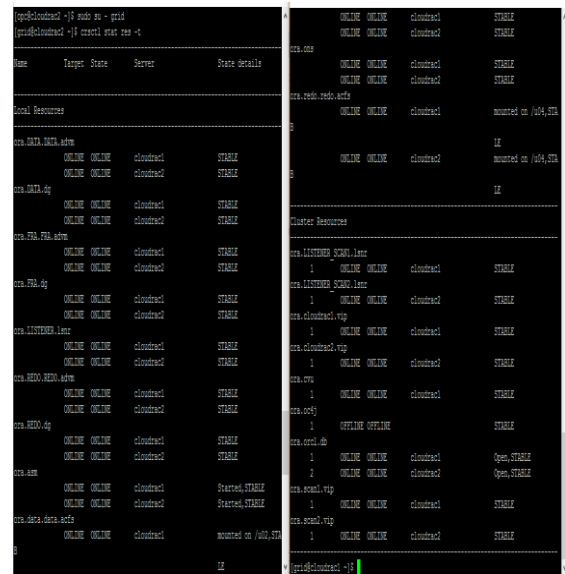 [opc@cloudrac2 ~]$ sudo su - grid
[grid@cloudrac2 ~]$ crsctl stat res -t
--------------------------------------------------------------------------------
Name Target State Server State details
--------------------------------------------------------------------------------
Local Resources
--------------------------------------------------------------------------------
ora.DATA.DATA.advm
ONLINE ONLINE cloudrac1 STABLE
ONLINE ONLINE cloudrac2 STABLE
ora.DATA.dg
ONLINE ONLINE cloudrac1 STABLE
ONLINE ONLINE cloudrac2 STABLE
ora.FRA.FRA.advm
ONLINE ONLINE cloudrac1 STABLE
ONLINE ONLINE cloudrac2 STABLE
ora.FRA.dg
ONLINE ONLINE cloudrac1 STABLE
ONLINE ONLINE cloudrac2 STABLE
ora.LISTENER.lsnr
ONLINE ONLINE cloudrac1 STABLE
ONLINE ONLINE cloudrac2 STABLE
ora.REDO.REDO.advm
ONLINE ONLINE cloudrac1 STABLE
ONLINE ONLINE cloudrac2 STABLE
ora.REDO.dg
ONLINE ONLINE cloudrac1 STABLE
ONLINE ONLINE cloudrac2 STABLE
ora.asm
ONLINE ONLINE cloudrac1 Started,STABLE
ONLINE ONLINE cloudrac2 Started,STABLE
ora.data.data.acfs
ONLINE ONLINE cloudrac1 mounted on /u02,STA
B
LE
ONLINE ONLINE cloudrac1 STABLE
ONLINE ONLINE cloudrac2 STABLE
ora.ons
ONLINE ONLINE cloudrac1 STABLE
ONLINE ONLINE cloudrac2 STABLE
ora.redo.redo.acfs
ONLINE ONLINE cloudrac1 mounted on /u04,STA
B
LE
ONLINE ONLINE cloudrac2 mounted on /u04,STA
B
LE
--------------------------------------------------------------------------------
Cluster Resources
--------------------------------------------------------------------------------
ora.LISTENER_SCAN1.lsnr
1 ONLINE ONLINE cloudrac1 STABLE
ora.LISTENER_SCAN2.lsnr
1 ONLINE ONLINE cloudrac2 STABLE
ora.cloudrac1.vip
1 ONLINE ONLINE cloudrac1 STABLE
ora.cloudrac2.vip
1 ONLINE ONLINE cloudrac2 STABLE
ora.cvu
1 ONLINE ONLINE cloudrac1 STABLE
ora.oc4j
1 OFFLINE OFFLINE STABLE
ora.orcl.db
1 ONLINE ONLINE cloudrac1 Open,STABLE
2 ONLINE ONLINE cloudrac2 Open,STABLE
ora.scan1.vip
1 ONLINE ONLINE cloudrac1 STABLE
ora.scan2.vip
1 ONLINE ONLINE cloudrac2 STABLE
--------------------------------------------------------------------------------
[grid@cloudrac1 ~]$